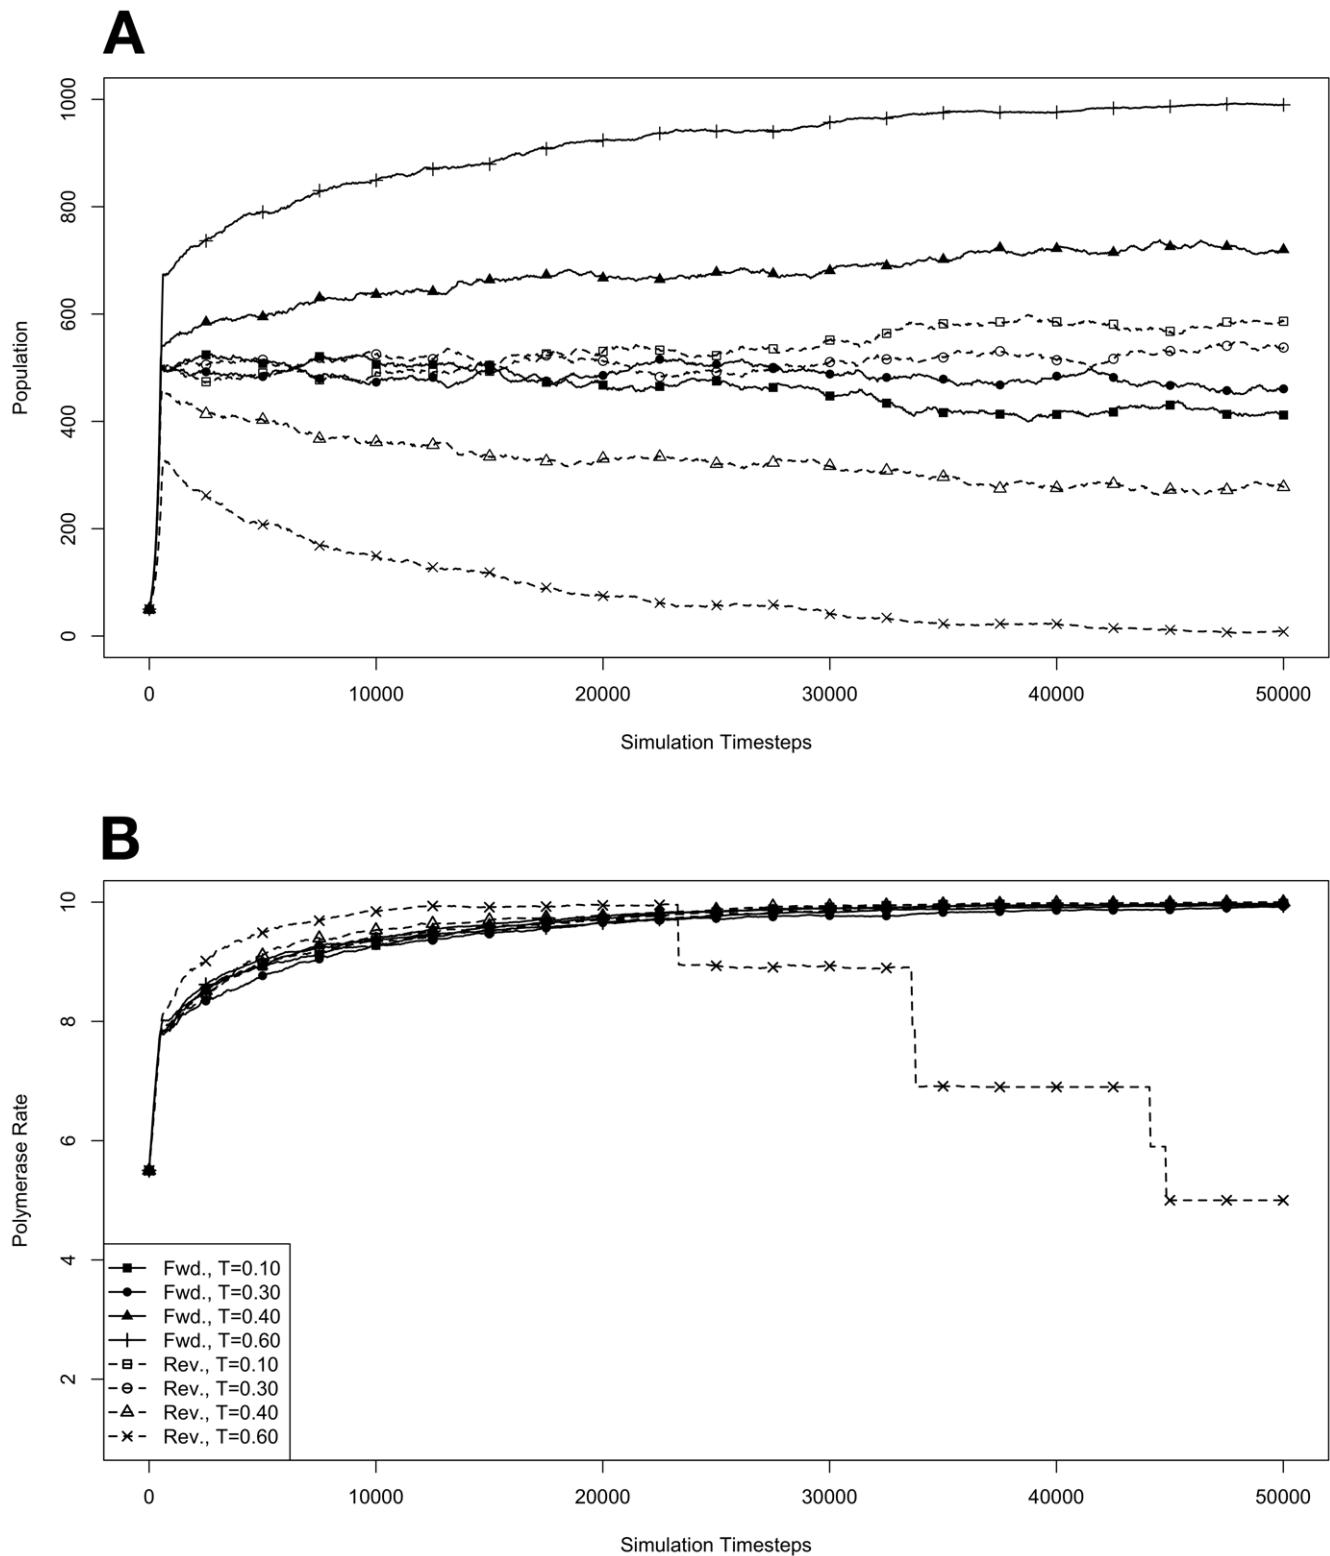 A
1000
800
600
400
200
0
Population
0 10000 20000 30000 40000 50000
Simulation Timesteps
B
10
8
6
4
2
Polymerase Rate
Fwd., T=0.10
Fwd., T=0.30
Fwd., T=0.40
Fwd., T=0.60
Rev., T=0.10
Rev., T=0.30
Rev., T=0.40
Rev., T=0.60
0 10000 20000 30000 40000 50000
Simulation Timesteps